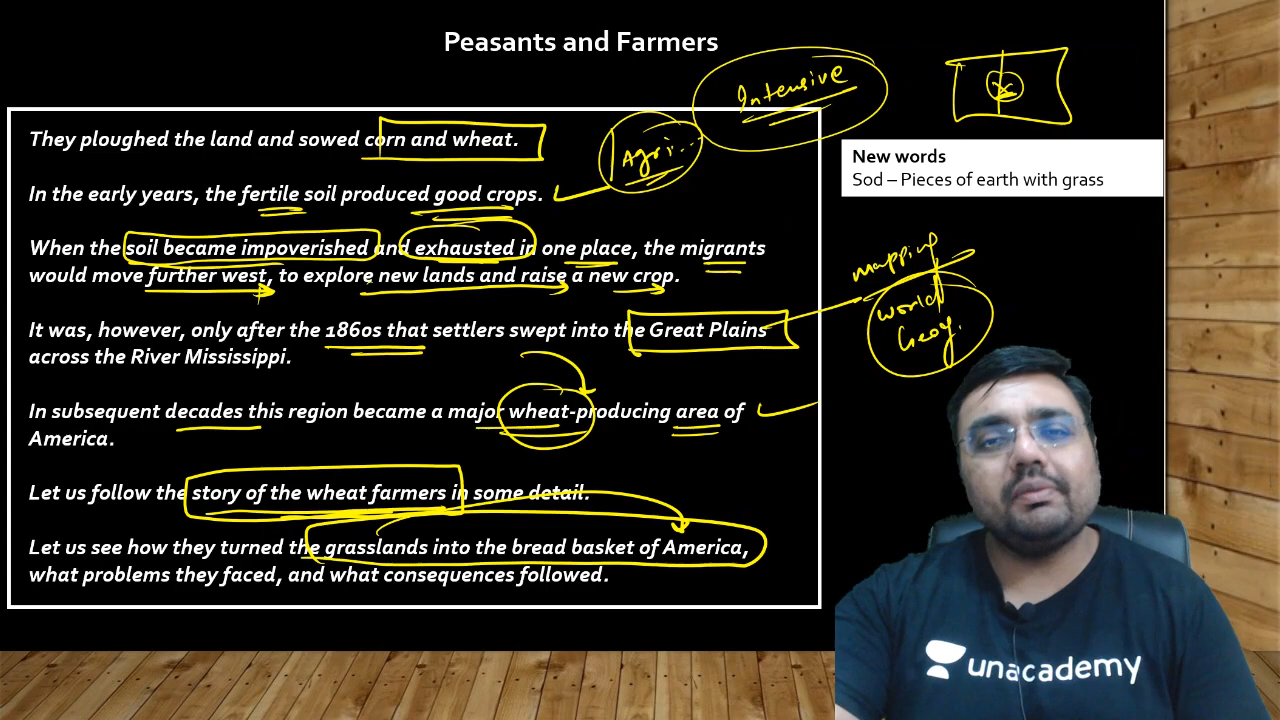 Peasants and Farmers
Intensive
Agri..
They ploughed the land and sowed corn and wheat.
In the early years, the fertile soil produced good crops.
When the soil became impoverished and exhausted in one place, the migrants
would move further west, to explore new lands and raise a new crop.
It was, however, only after the 1860s that settlers swept into the Great Plains
across the River Mississippi.
In subsequent decades this region became a major wheat-producing area of
America.
Let us follow the story of the wheat farmers in some detail.
Let us see how they turned the grasslands into the bread basket of America,
what problems they faced, and what consequences followed.
New words
Sod – Pieces of earth with grass
mapping
world
Geog.
unacademy